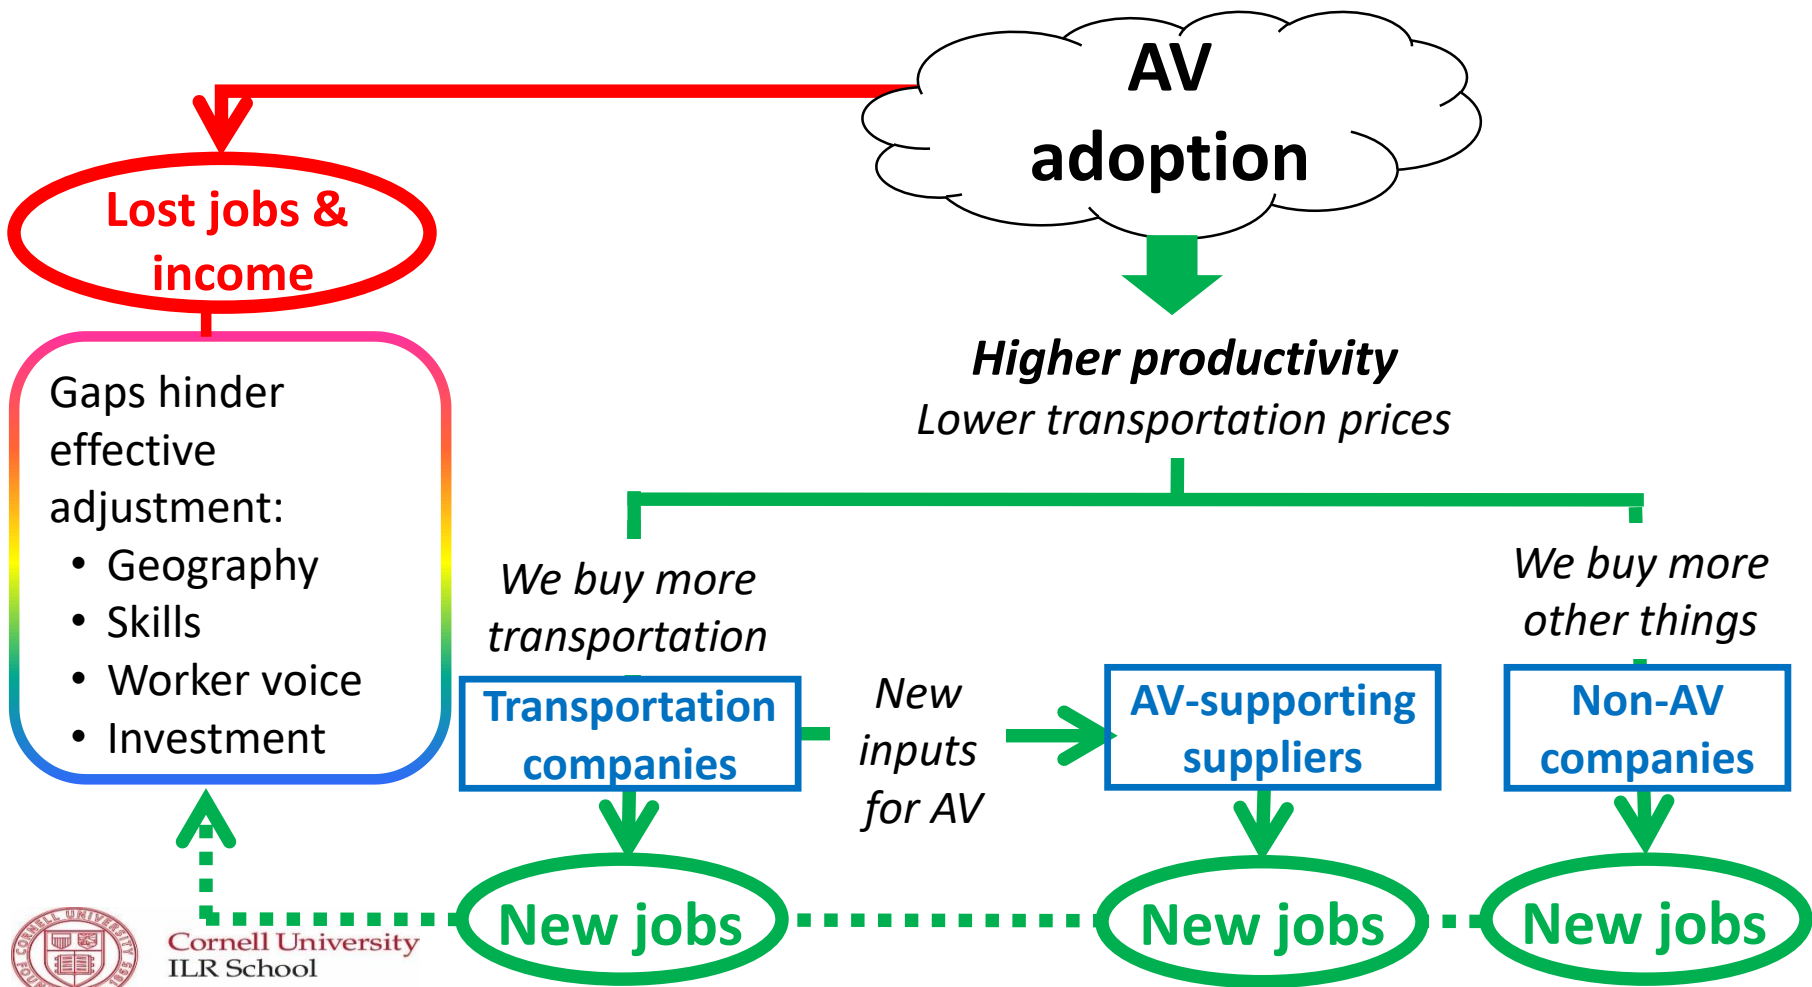 AV
adoption
Lost jobs &
income
Higher productivity
Lower transportation prices
Gaps hinder
effective
adjustment:
• Geography
• Skills
• Worker voice
• Investment
We buy more
transportation
We buy more
other things
Transportation
companies
New
inputs
for AV
AV-supporting
suppliers
Non-AV
companies
New jobs
New jobs
New jobs
Cornell University
ILR School